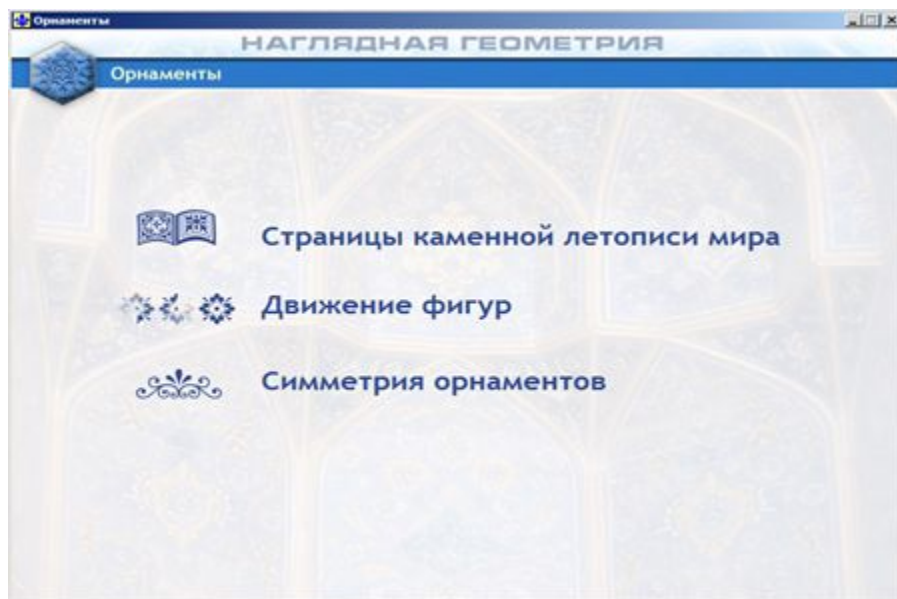 Орнаменты
НАГЛЯДНАЯ ГЕОМЕТРИЯ
Орнаменты
Страницы каменной летописи мира
Движение фигур
Симметрия орнаментов